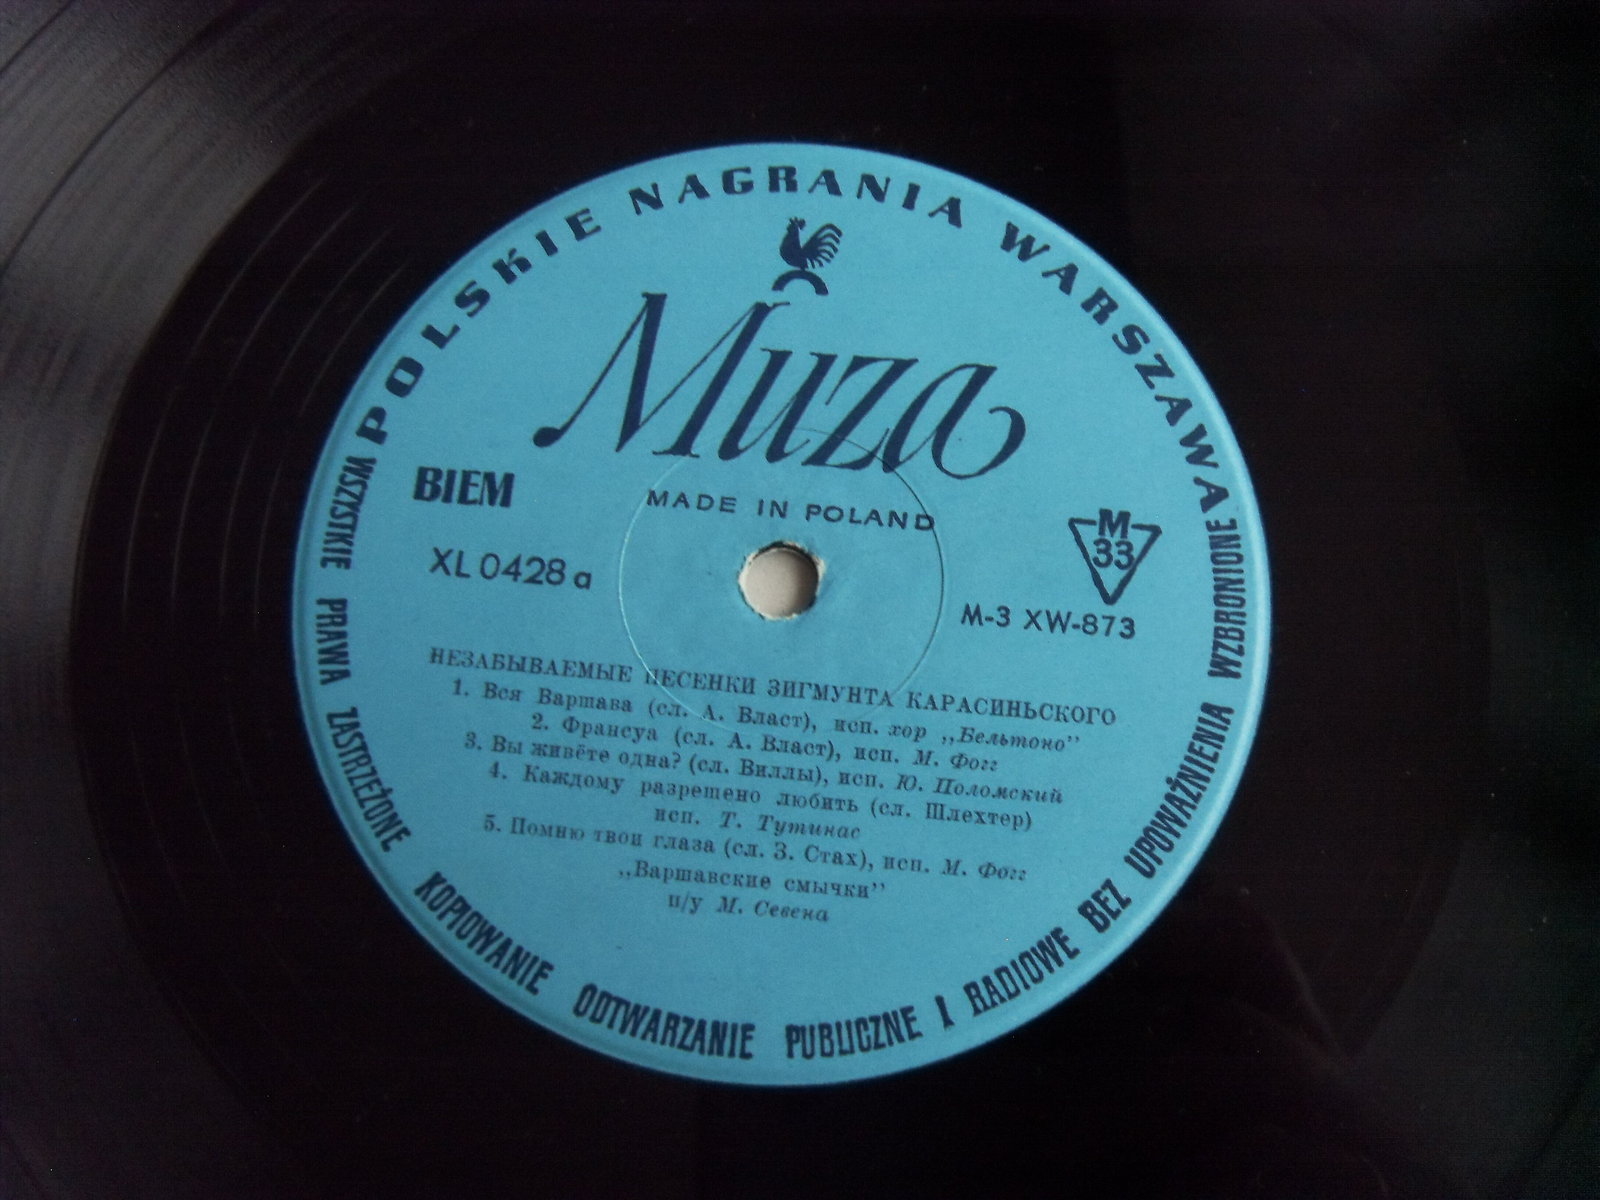 POLSKIE NAGRANIA WARSZAWA
Muza
BIEM
MADE IN POLAND
M
33
XL 0428 a
M-3 XW-873
НЕЗАБЫВАЕМЫЕ ПЕСЕНКИ ЗИГМУНТА КАРАСИНЬСКОГО
1. Вся Варшава (сл. А. Власт), исп. хор ,,Бельтоно”
2. Франсуа (сл. А. Власт), исп. М. Фогг
3. Вы живёте одна? (сл. Виллы), исп. Ю. Поломский
4. Каждому разрешено любить (сл. Шлехтер)
исп. Т. Тутинас
5. Помню твои глаза (сл. З. Стах), исп. М. Фогг
,,Варшавские смычки”
п/у М. Севена
WSZYSTKIE PRAWA ZASTRZEŻONE KOPIOWANIE ODTWARZANIE PUBLICZNE I RADIOWE BEZ UPOWAŻNIENIA WZBRONIONE